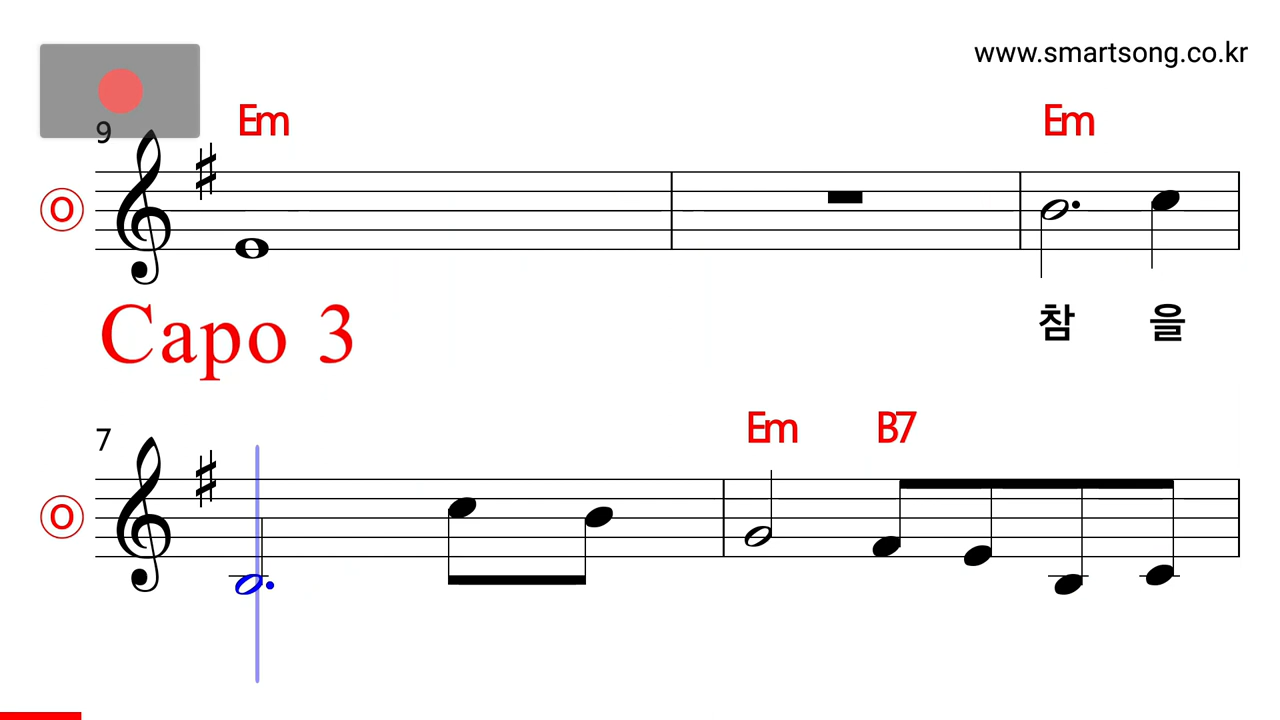 www.smartsong.co.kr
9 Em Em
O
참 을
Capo 3
7 Em B7
O